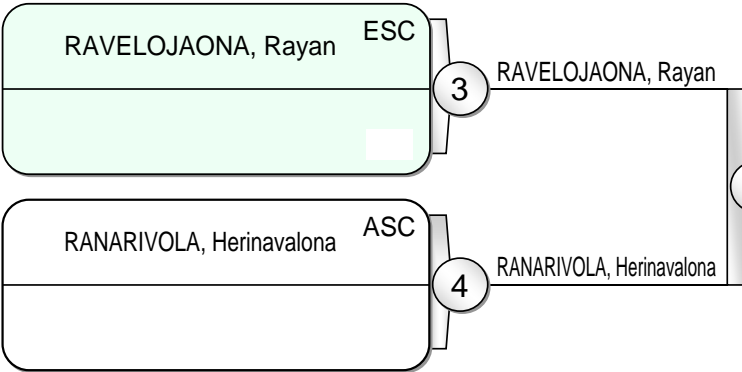 RAVELOJAONA, Rayan ESC
3
RAVELOJAONA, Rayan
RANARIVOLA, Herinavalona ASC
4
RANARIVOLA, Herinavalona